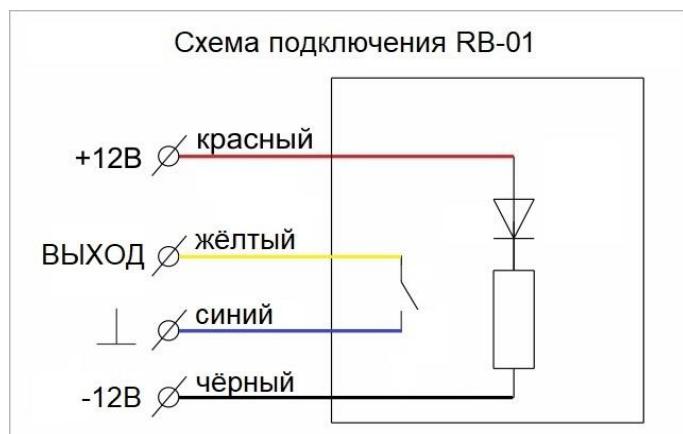 Схема подключения RB-01
+12В красный
ВЫХОД жёлтый
синий
-12В чёрный